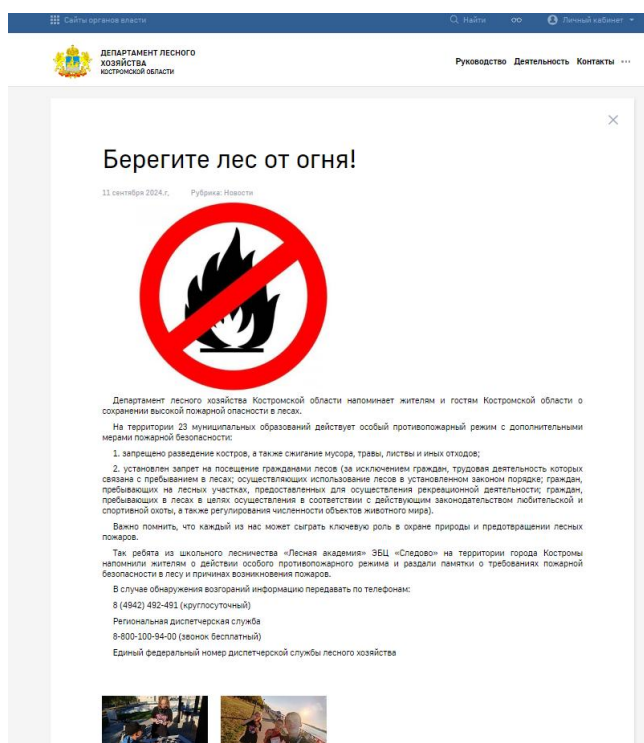 Сайты органов власти
Найти
Личный кабинет
ДЕПАРТАМЕНТ ЛЕСНОГО
ХОЗЯЙСТВА
КОСТРОМСКОЙ ОБЛАСТИ
Руководство Деятельность Контакты ...
Берегите лес от огня!
11 сентября 2024.г, Рубрика: Новости
Департамент лесного хозяйства Костромской области напоминает жителям и гостям Костромской области о
сохранении высокой пожарной опасности в лесах.
На территории 23 муниципальных образований действует особый противопожарный режим с дополнительными
мерами пожарной безопасности:
1. запрещено разведение костров, а также сжигание мусора, травы, листвы и иных отходов;
2. установлен запрет на посещение гражданами лесов (за исключением граждан, трудовая деятельность которых
связана с пребыванием в лесах; осуществляющих использование лесов в установленном законом порядке; граждан,
пребывающих на лесных участках, предоставленных для осуществления рекреационной деятельности; граждан,
пребывающих в лесах в целях осуществления в соответствии с действующим законодательством любительской и
спортивной охоты, а также регулирования численности объектов животного мира).
Важно помнить, что каждый из нас может сыграть ключевую роль в охране природы и предотвращении лесных
пожаров.
Так ребята из школьного лесничества «Лесная академия» ЭБЦ «Следово» на территории города Костромы
напомнили жителям о действии особого противопожарного режима и раздали памятки о требованиях пожарной
безопасности в лесу и причинах возникновения пожаров.
В случае обнаружения возгораний информацию передавать по телефонам:
8 (4942) 492-491 (круглосуточный)
Региональная диспетчерская служба
8-800-100-94-00 (звонок бесплатный)
Единый федеральный номер диспетчерской службы лесного хозяйства